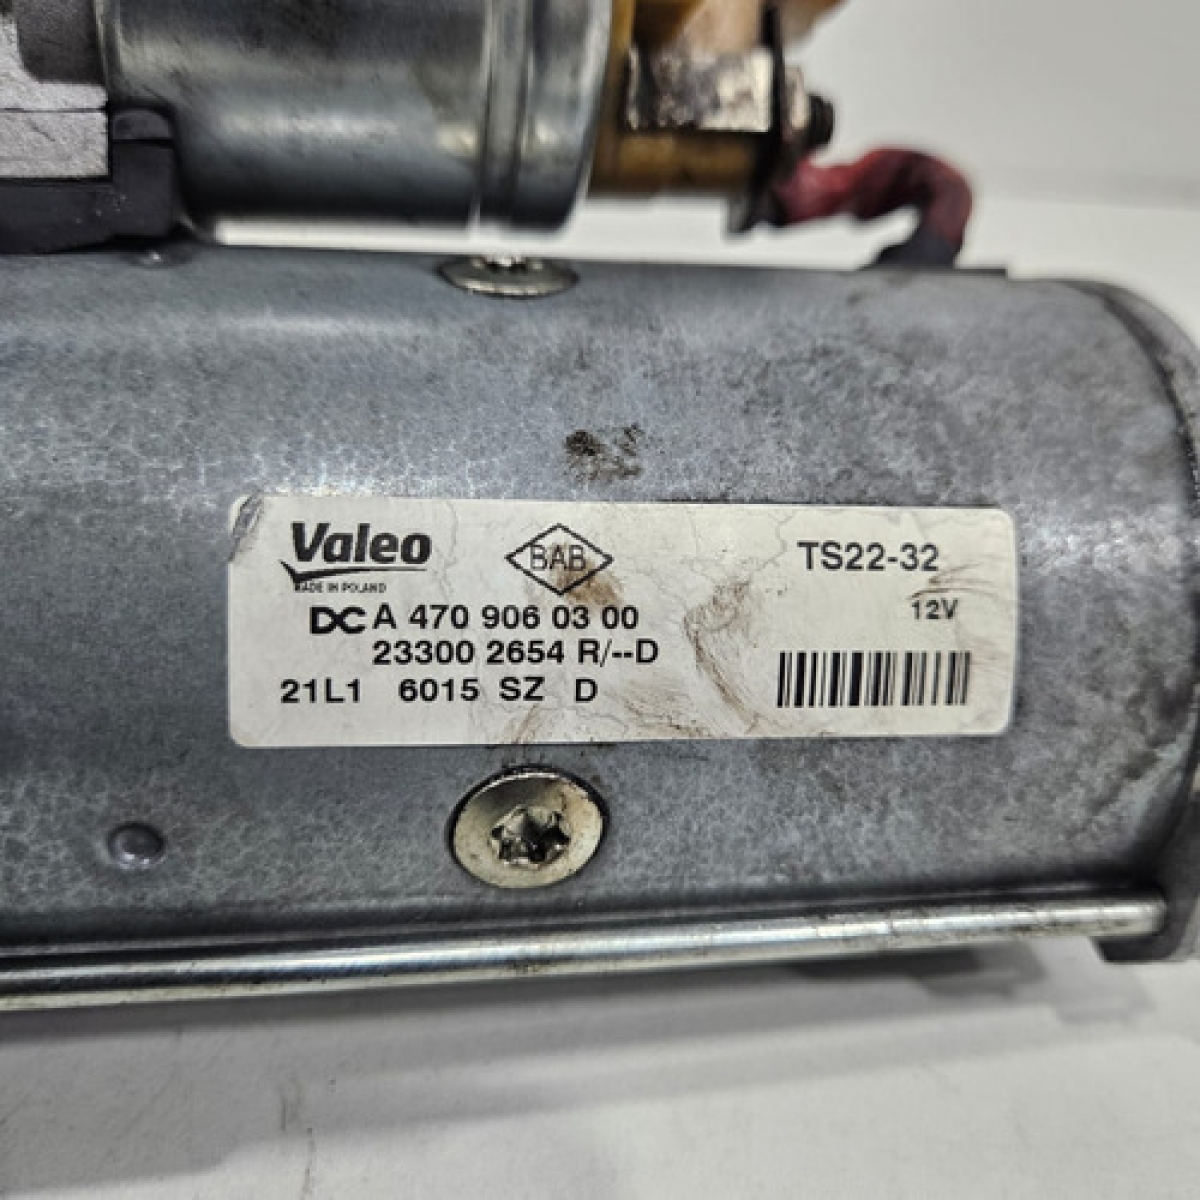 Valeo
MADE IN POLAND
BAB
TS22-32
12V
DC A 470 906 03 00
23300 2654 R/--D
21L1 6015 SZ D